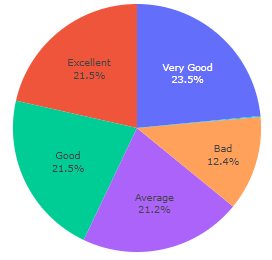 Excellent
21.5%
Very Good
23.5%
Good
21.5%
Bad
12.4%
Average
21.2%